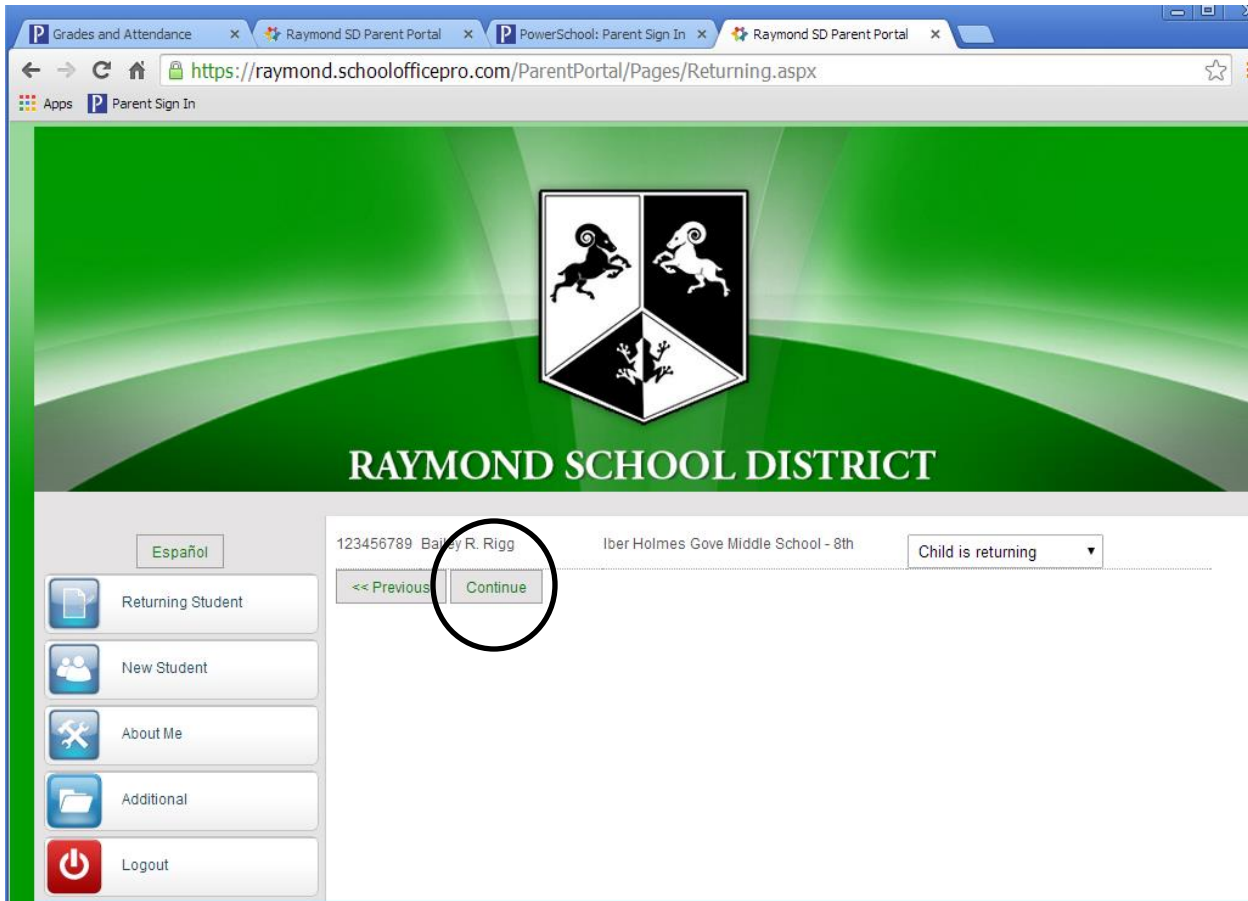 Grades and Attendance
Raymond SD Parent Portal
PowerSchool: Parent Sign In
Raymond SD Parent Portal
https://raymond.schoolofficepro.com/ParentPortal/Pages/Returning.aspx
Apps Parent Sign In
RAYMOND SCHOOL DISTRICT
Español
123456789 Bailey R. Rigg Iber Holmes Gove Middle School - 8th Child is returning
<< Previous Continue
Returning Student
New Student
About Me
Additional
Logout